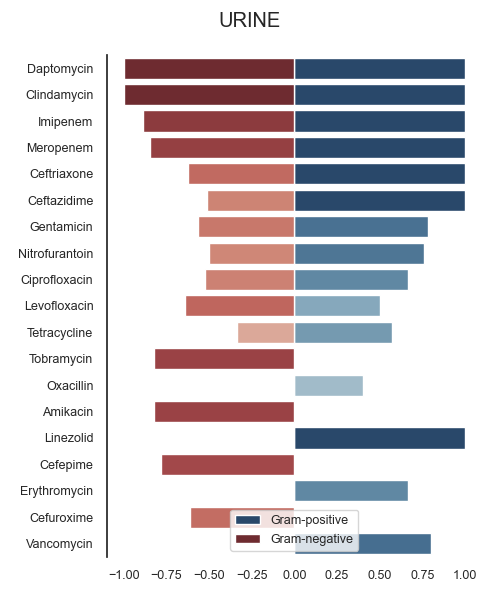 URINE
Daptomycin
Clindamycin
Imipenem
Meropenem
Ceftriaxone
Ceftazidime
Gentamicin
Nitrofurantoin
Ciprofloxacin
Levofloxacin
Tetracycline
Tobramycin
Oxacillin
Amikacin
Linezolid
Cefepime
Erythromycin
Cefuroxime
Vancomycin
Gram-positive
Gram-negative
−1.00 −0.75 −0.50 −0.25 0.00 0.25 0.50 0.75 1.00